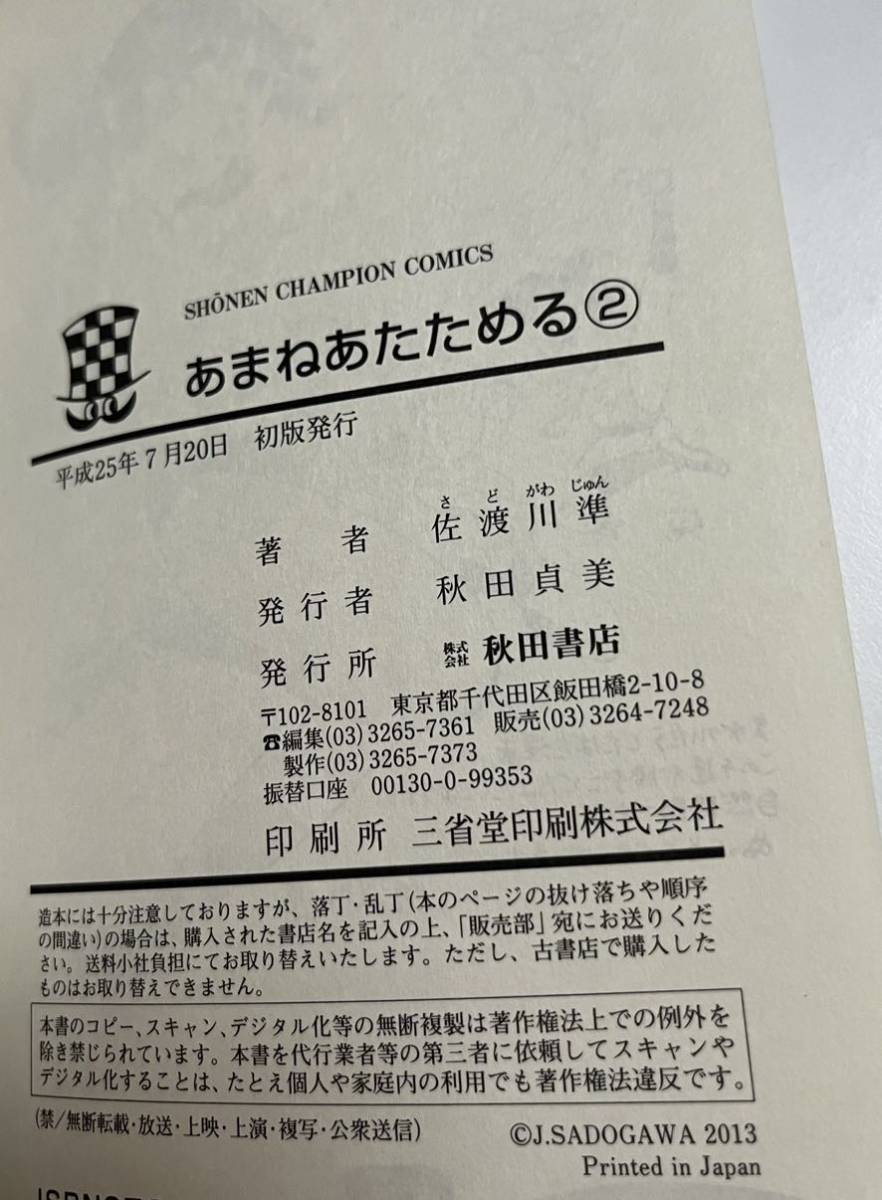 SHŌNEN CHAMPION COMICS
あまねあたためる②
平成25年7月20日 初版発行
著者 佐渡川準
さどがわじゅん
発行者 秋田貞美
発行所 株式会社 秋田書店
〒102-8101 東京都千代田区飯田橋2-10-8
☎編集(03)3265-7361 販売(03)3264-7248
製作(03)3265-7373
振替口座 00130-0-99353
印刷所 三省堂印刷株式会社
造本には十分注意しておりますが、落丁・乱丁(本のページの抜け落ちや順序
の間違い)の場合は、購入された書店名を記入の上、「販売部」宛にお送りくだ
さい。送料小社負担にてお取り替えいたします。ただし、古書店で購入した
ものはお取り替えできません。
本書のコピー、スキャン、デジタル化等の無断複製は著作権法上での例外を
除き禁じられています。本書を代行業者等の第三者に依頼してスキャンや
デジタル化することは、たとえ個人や家庭内の利用でも著作権法違反です。
(禁/無断転載・放送・上映・上演・複写・公衆送信)
©J.SADOGAWA 2013
Printed in Japan